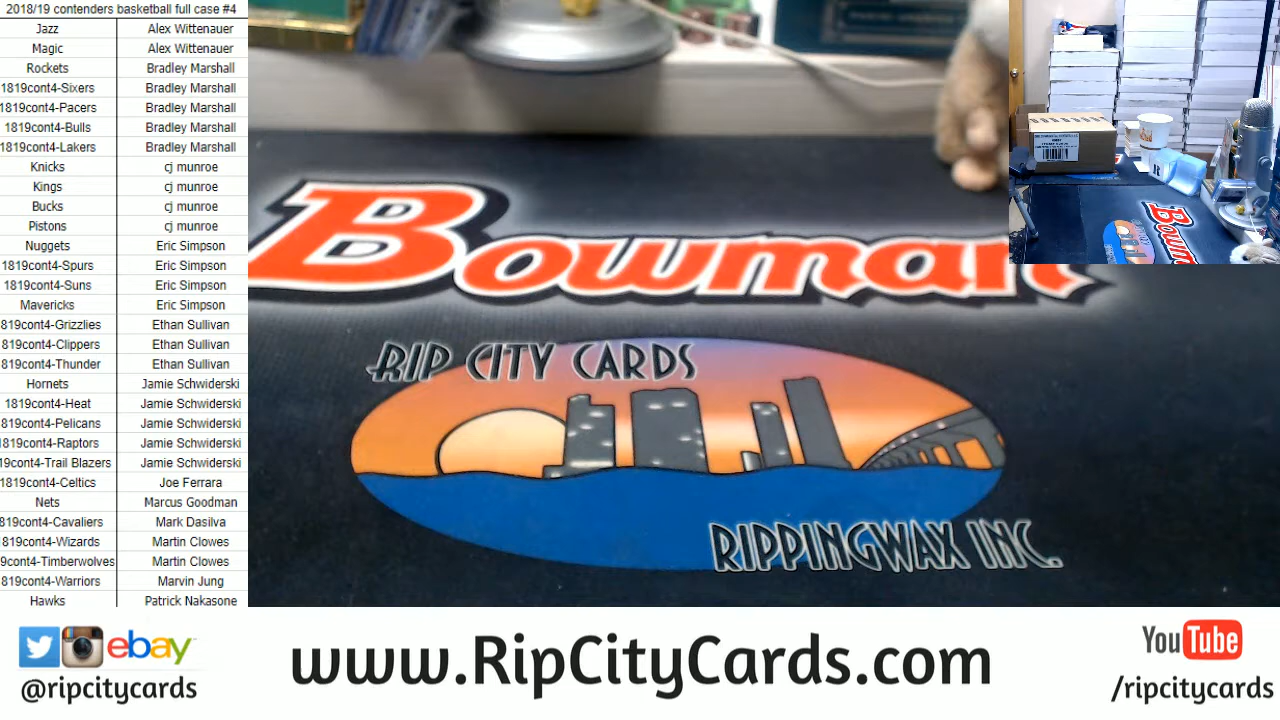 2018/19 contenders basketball full case #4
Jazz Alex Wittenauer
Magic Alex Wittenauer
Rockets Bradley Marshall
1819cont4-Sixers Bradley Marshall
1819cont4-Pacers Bradley Marshall
1819cont4-Bulls Bradley Marshall
1819cont4-Lakers Bradley Marshall
Knicks cj munroe
Kings cj munroe
Bucks cj munroe
Pistons cj munroe
Nuggets Eric Simpson
1819cont4-Spurs Eric Simpson
1819cont4-Suns Eric Simpson
Mavericks Eric Simpson
819cont4-Grizzlies Ethan Sullivan
819cont4-Clippers Ethan Sullivan
819cont4-Thunder Ethan Sullivan
Hornets Jamie Schwiderski
1819cont4-Heat Jamie Schwiderski
819cont4-Pelicans Jamie Schwiderski
1819cont4-Raptors Jamie Schwiderski
9cont4-Trail Blazers Jamie Schwiderski
1819cont4-Celtics Joe Ferrara
Nets Marcus Goodman
819cont4-Cavaliers Mark Dasilva
1819cont4-Wizards Martin Clowes
9cont4-Timberwolves Martin Clowes
819cont4-Warriors Marvin Jung
Hawks Patrick Nakasone
Bowman
RIP CITY CARDS
RIPPINGWAX INC.
Bowm
ebay
@ripcitycards
www.RipCityCards.com
YouTube
/ripcitycards